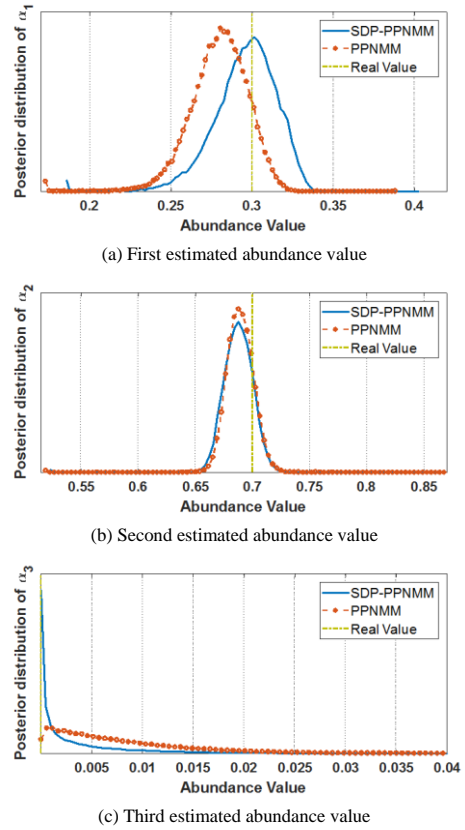 Posterior distribution of α1
SDP-PPNMM
PPNMM
Real Value
0.2 0.25 0.3 0.35 0.4
Abundance Value
(a) First estimated abundance value
Posterior distribution of α2
SDP-PPNMM
PPNMM
Real Value
0.55 0.6 0.65 0.7 0.75 0.8 0.85
Abundance Value
(b) Second estimated abundance value
Posterior distribution of α3
SDP-PPNMM
PPNMM
Real Value
0.005 0.01 0.015 0.02 0.025 0.03 0.035 0.04
Abundance Value
(c) Third estimated abundance value